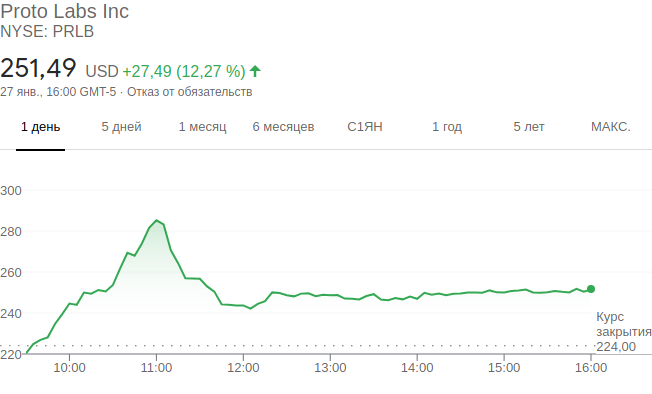 Proto Labs Inc
NYSE: PRLB
251,49 USD +27,49 (12,27 %)
27 янв., 16:00 GMT-5 · Отказ от обязательств
1 день 5 дней 1 месяц 6 месяцев С1ЯН 1 год 5 лет МАКС.
300
280
260
240
Курс
закрытия
224,00
220
10:00 11:00 12:00 13:00 14:00 15:00 16:00